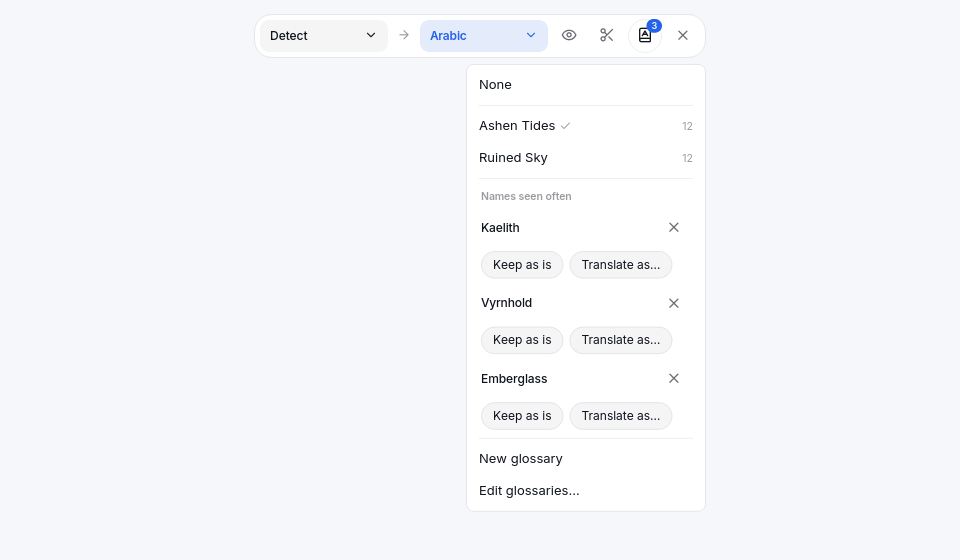 Detect
Arabic
3
None
Ashen Tides 12
Ruined Sky 12
Names seen often
Kaelith
Keep as is Translate as...
Vyrnhold
Keep as is Translate as...
Emberglass
Keep as is Translate as...
New glossary
Edit glossaries...